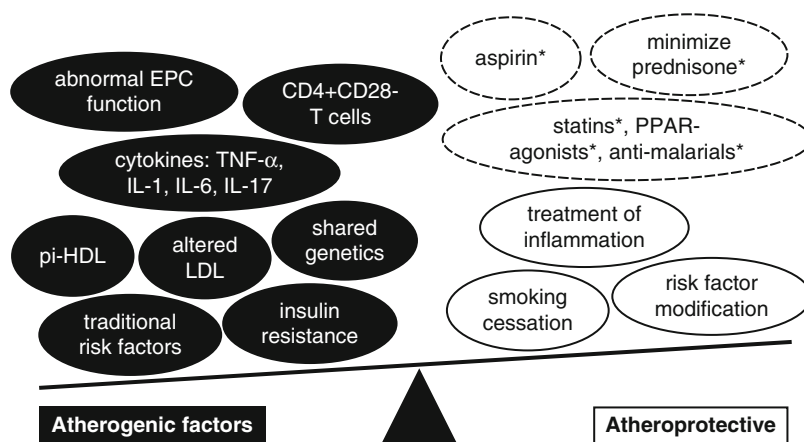 abnormal EPC
function
CD4+CD28-
T cells
cytokines: TNF-α,
IL-1, IL-6, IL-17
pi-HDL
altered
LDL
shared
genetics
traditional
risk factors
insulin
resistance
aspirin*
minimize
prednisone*
statins*, PPAR-
agonists*, anti-malarials*
treatment of
inflammation
smoking
cessation
risk factor
modification
Atherogenic factors
Atheroprotective